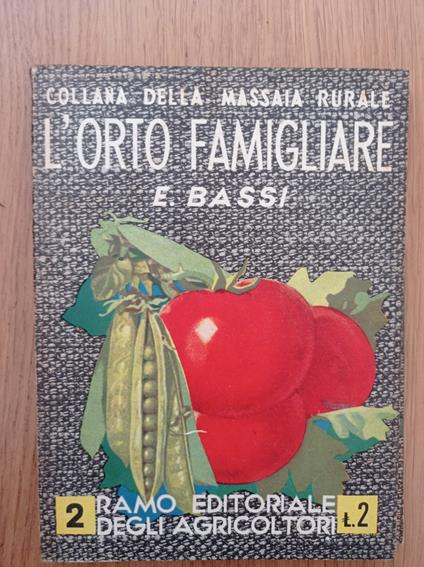 COLLANA DELLA MASSAIA RURALE
L'ORTO FAMIGLIARE
E. BASSI
2 RAMO EDITORIALE DEGLI AGRICOLTORI Ł.2